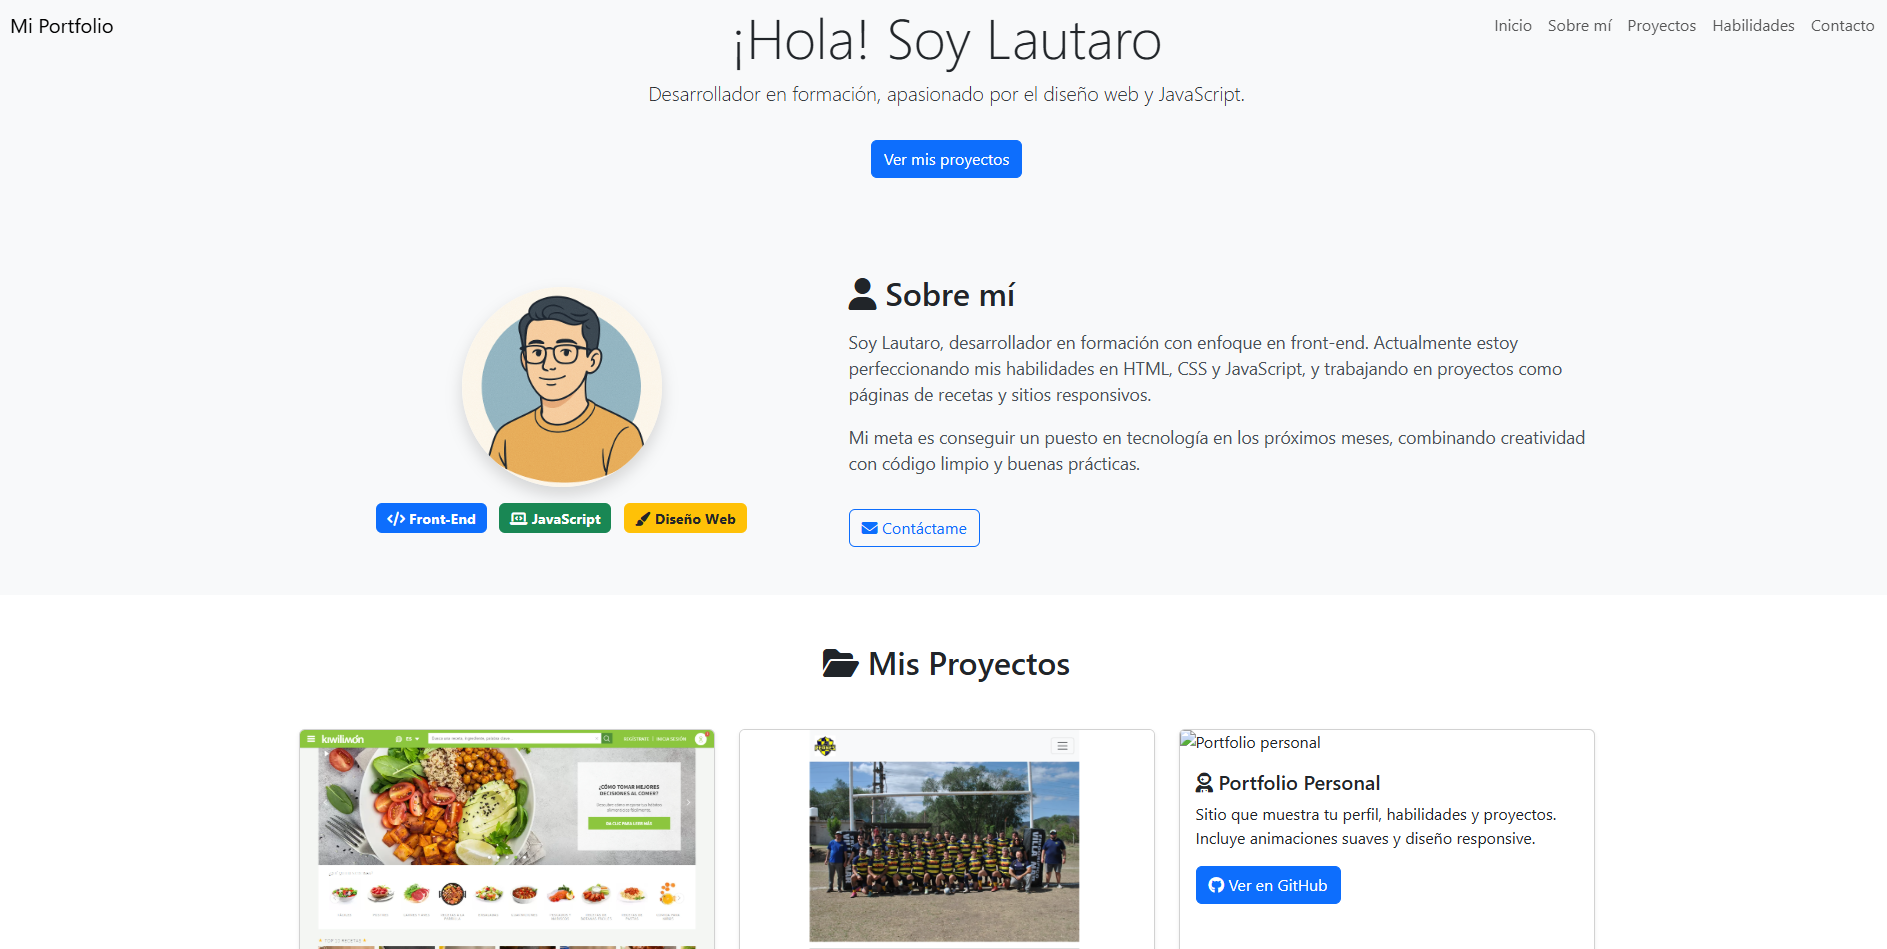 Mi Portfolio
Inicio Sobre mí Proyectos Habilidades Contacto
¡Hola! Soy Lautaro
Desarrollador en formación, apasionado por el diseño web y JavaScript.
Ver mis proyectos
Front-End
JavaScript
Diseño Web
Sobre mí
Soy Lautaro, desarrollador en formación con enfoque en front-end. Actualmente estoy
perfeccionando mis habilidades en HTML, CSS y JavaScript, y trabajando en proyectos como
páginas de recetas y sitios responsivos.
Mi meta es conseguir un puesto en tecnología en los próximos meses, combinando creatividad
con código limpio y buenas prácticas.
Contáctame
Mis Proyectos
kiwilimón
REGÍSTRATE | INICIA SESIÓN
¿CÓMO TOMAR MEJORES
DECISIONES AL COMER?
Portfolio personal
Portfolio Personal
Sitio que muestra tu perfil, habilidades y proyectos.
Incluye animaciones suaves y diseño responsive.
Ver en GitHub